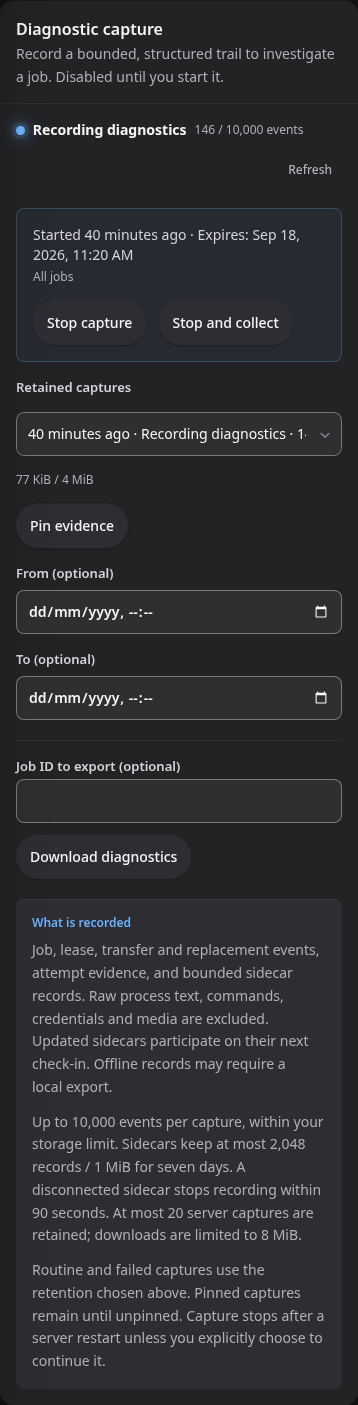 Diagnostic capture
Record a bounded, structured trail to investigate
a job. Disabled until you start it.
Recording diagnostics 146 / 10,000 events
Refresh
Started 40 minutes ago · Expires: Sep 18,
2026, 11:20 AM
All jobs
Stop capture Stop and collect
Retained captures
40 minutes ago · Recording diagnostics ·
77 KiB / 4 MiB
Pin evidence
From (optional)
dd/mm/yyyy, --:--
To (optional)
dd/mm/yyyy, --:--
Job ID to export (optional)
Download diagnostics
What is recorded
Job, lease, transfer and replacement events,
attempt evidence, and bounded sidecar
records. Raw process text, commands,
credentials and media are excluded.
Updated sidecars participate on their next
check-in. Offline records may require a
local export.
Up to 10,000 events per capture, within your
storage limit. Sidecars keep at most 2,048
records / 1 MiB for seven days. A
disconnected sidecar stops recording within
90 seconds. At most 20 server captures are
retained; downloads are limited to 8 MiB.
Routine and failed captures use the
retention chosen above. Pinned captures
remain until unpinned. Capture stops after a
server restart unless you explicitly choose to
continue it.